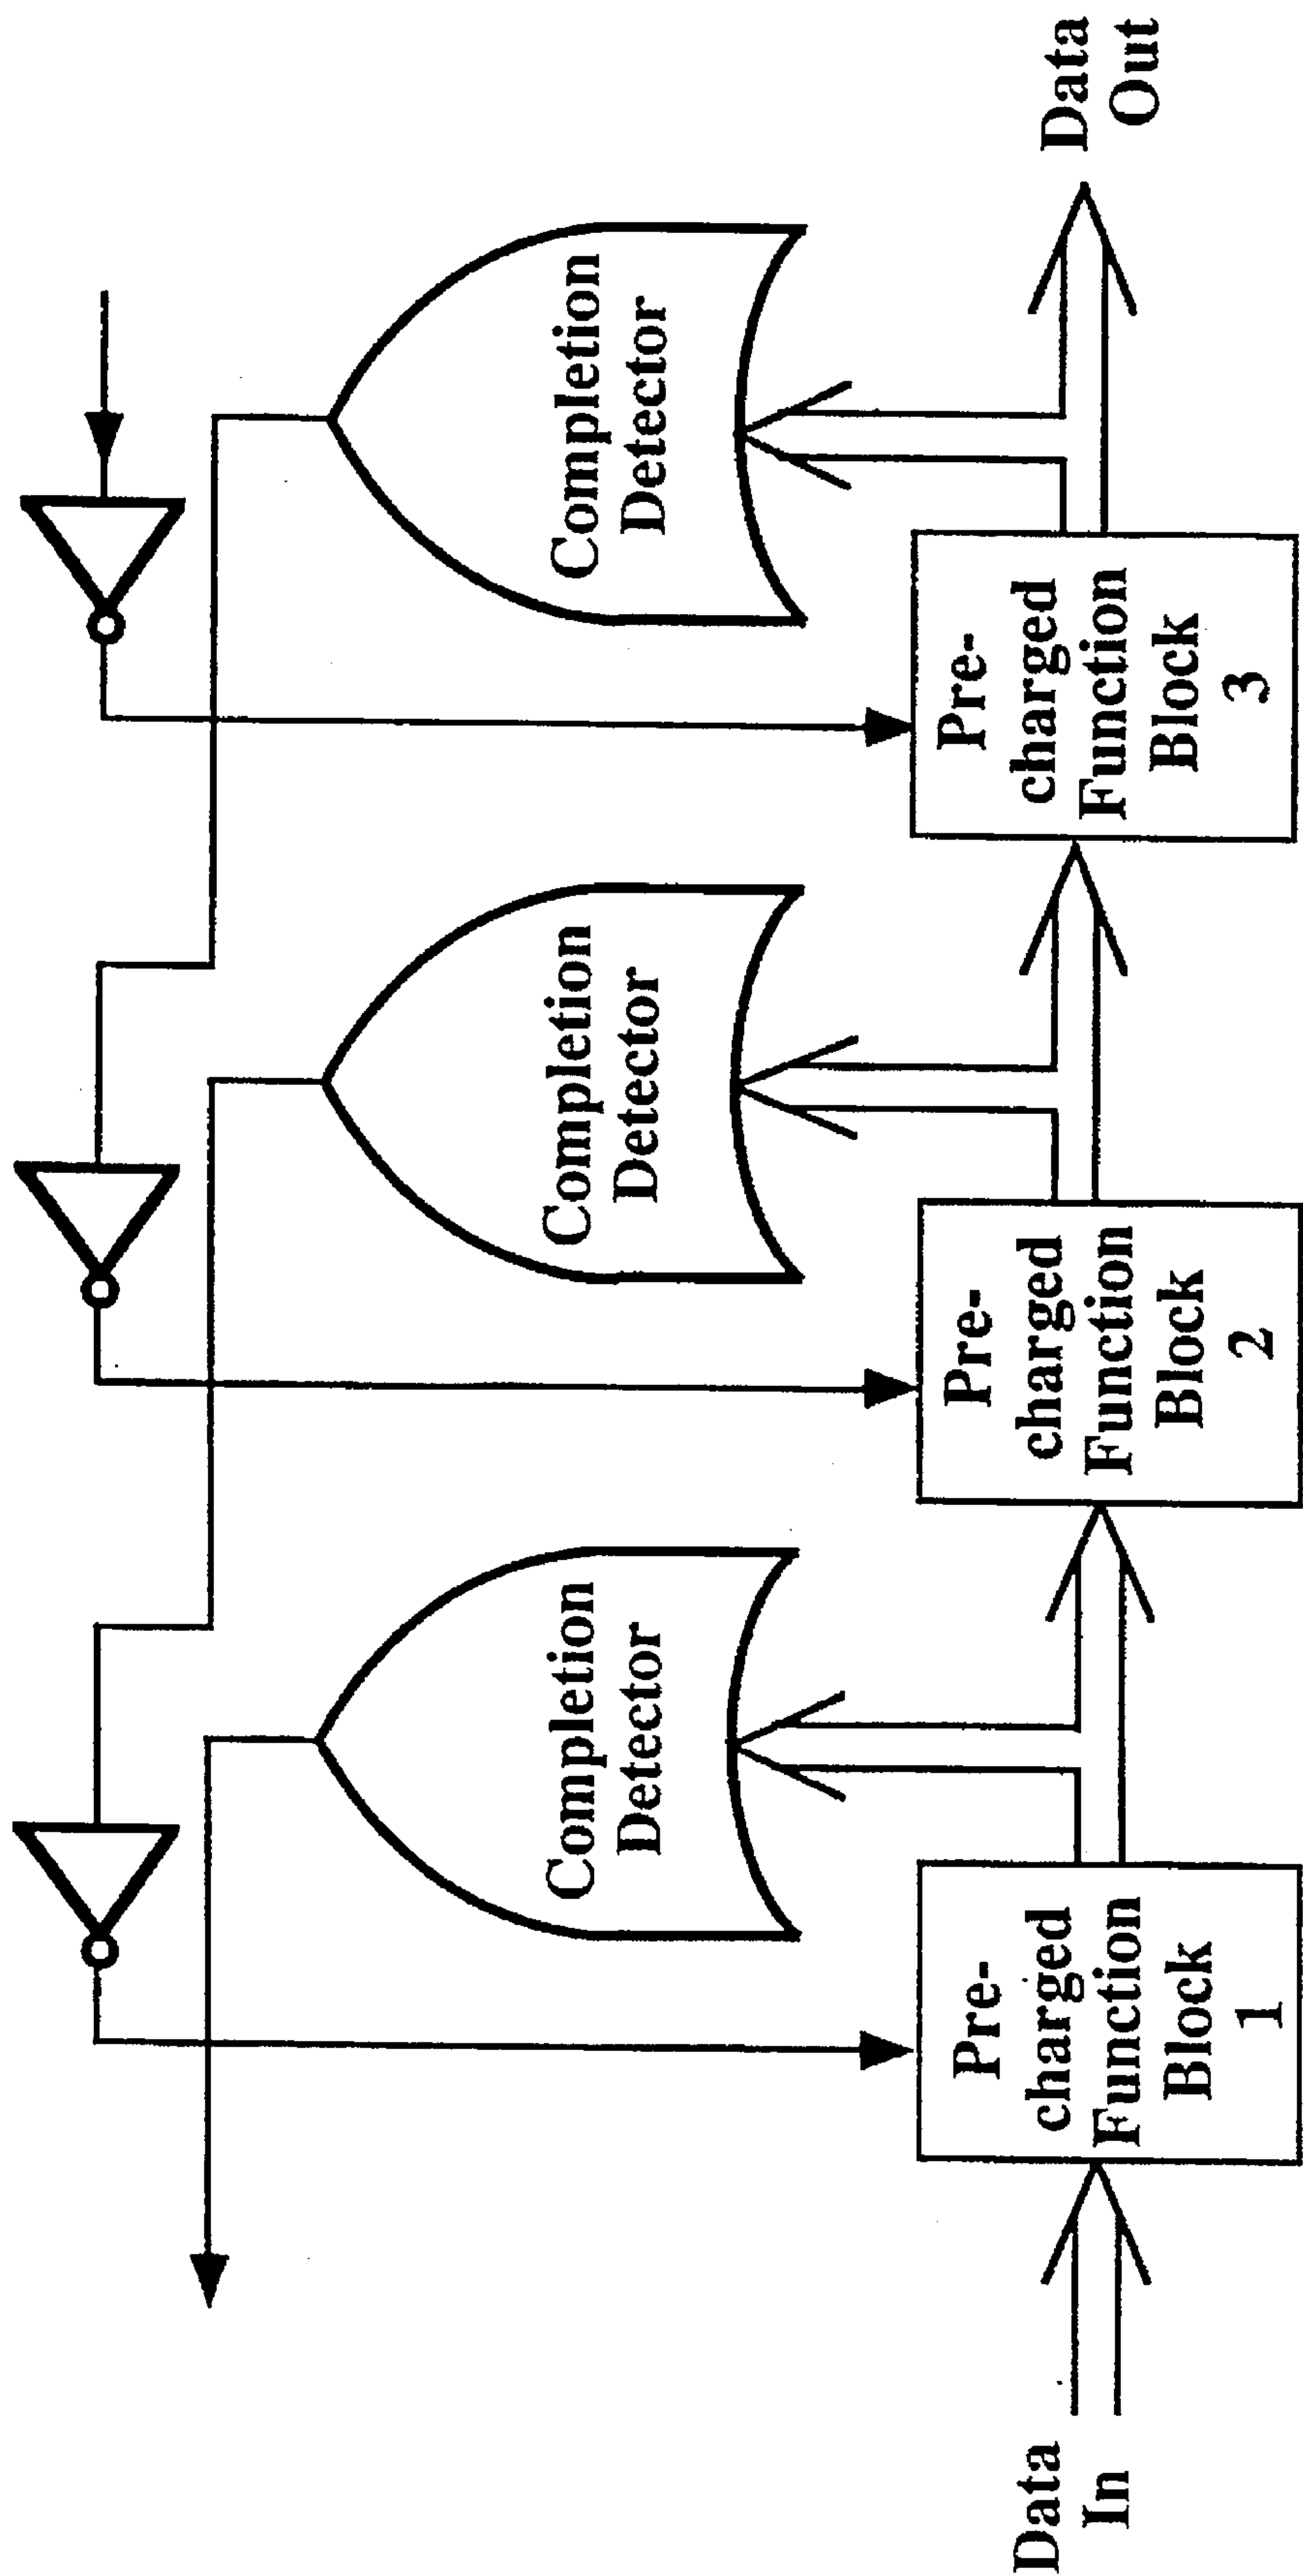 Completion
Detector
Completion
Detector
Completion
Detector
Data
In
Pre-
charged
Function
Block
1
Pre-
charged
Function
Block
2
Pre-
charged
Function
Block
3
Data
Out